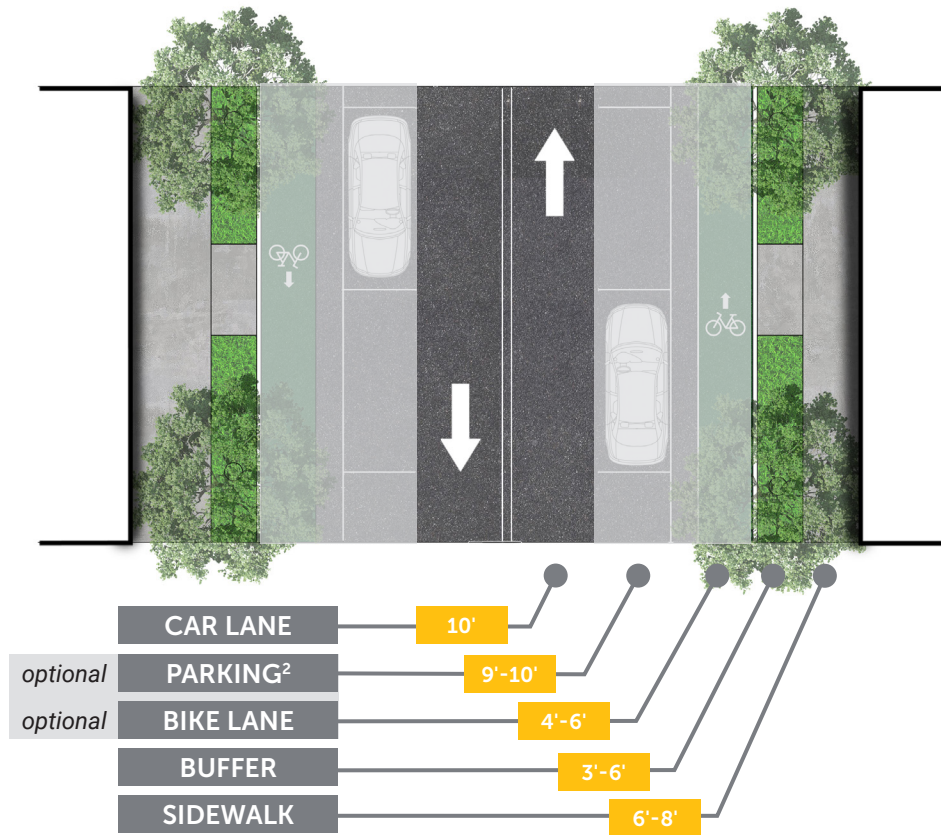 CAR LANE 10'
optional PARKING² 9'-10'
optional BIKE LANE 4'-6'
BUFFER 3'-6'
SIDEWALK 6'-8'